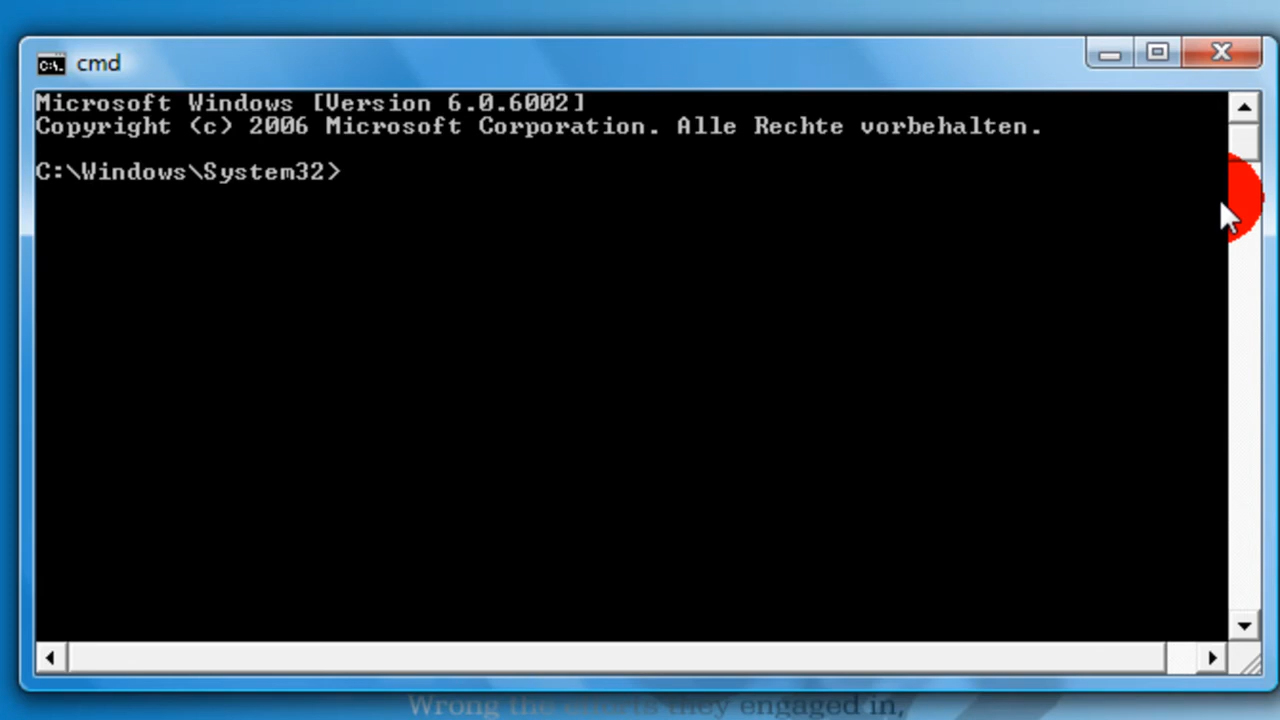 cmd
Microsoft Windows [Version 6.0.6002]
Copyright (c) 2006 Microsoft Corporation. Alle Rechte vorbehalten.
C:\Windows\System32>
Wrong the efforts they engaged in,